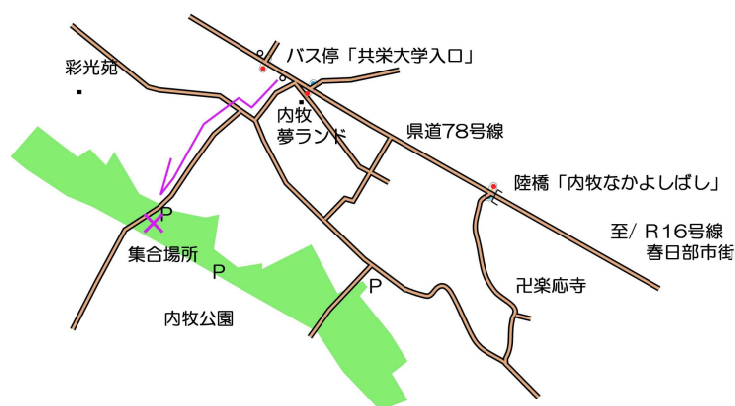 バス停「共栄大学入口」
彩光苑
内牧
夢ランド
県道78号線
陸橋「内牧なかよしばし」
P
至/ R16号線
春日部市街
集合場所
P
P
卍楽応寺
内牧公園